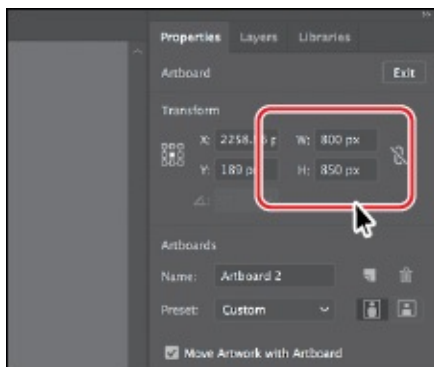 Properties Layers Libraries
Artboard Exit
Transform
X: W: 800 px
Y: 189 H: 850 px
Artboards
Name: Artboard 2
Preset: Custom
Move Artwork with Artboard